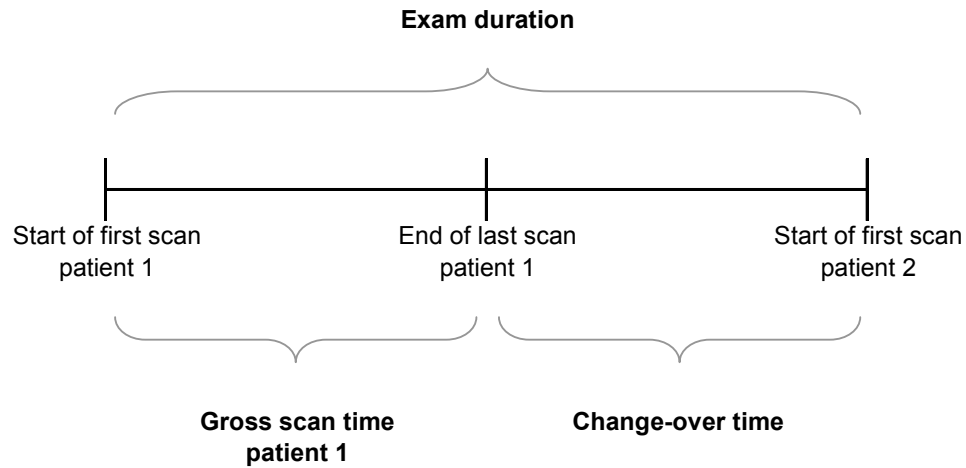 Exam duration
Start of first scan
patient 1
End of last scan
patient 1
Start of first scan
patient 2
Gross scan time
patient 1
Change-over time